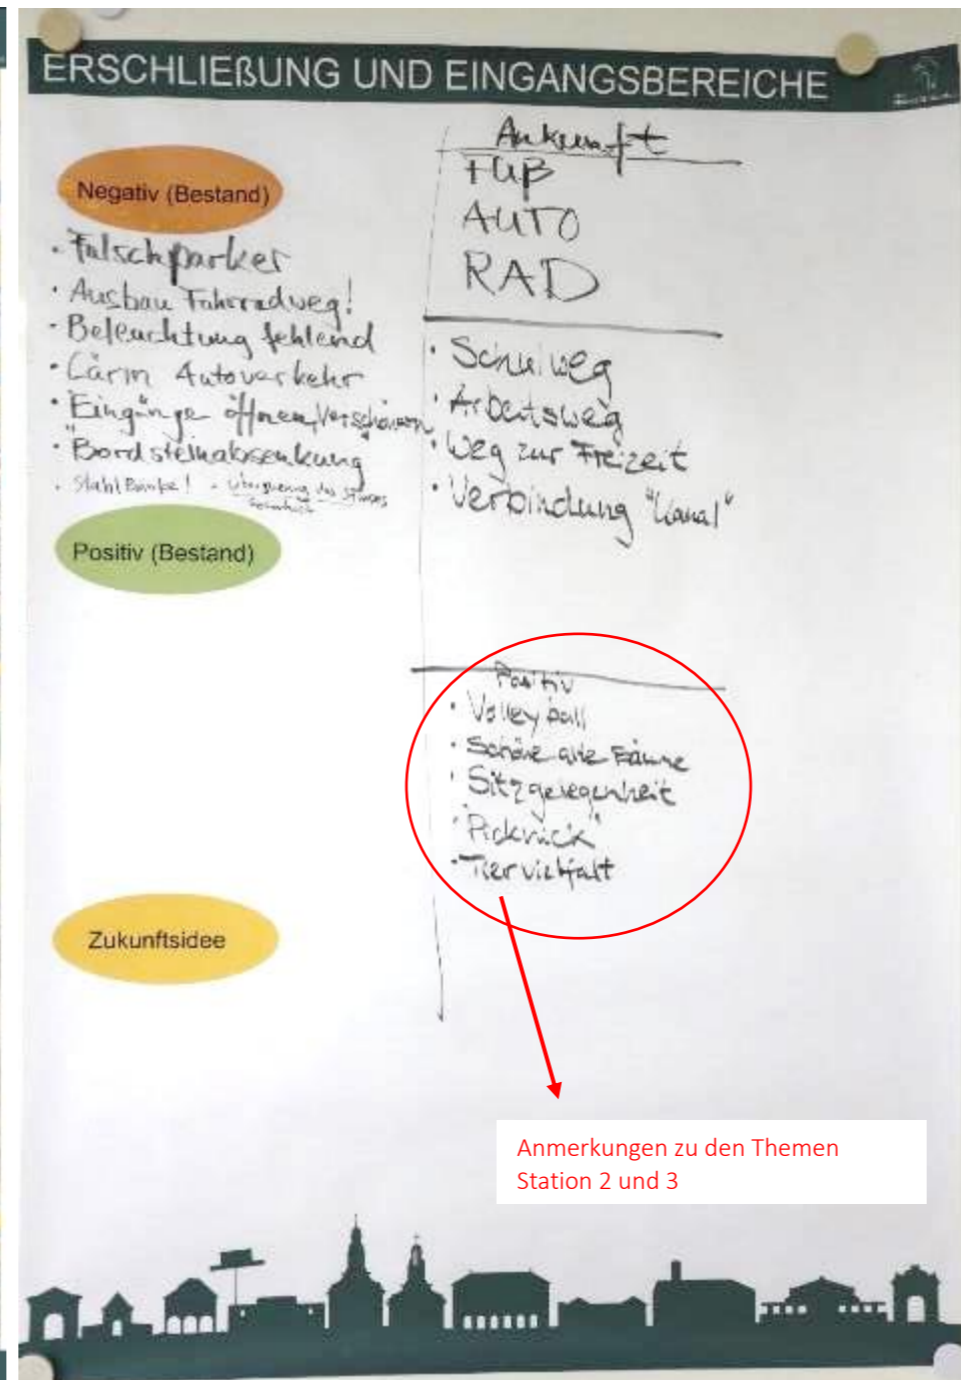 ERSCHLIEßUNG UND EINGANGSBEREICHE
Negativ (Bestand)
• Falschparker
• Ausbau Fahrradweg!
• Beleuchtung fehlend
• Lärm Autoverkehr
• Eingänge öffnen, Verschönern
• Bordsteinabsenkung
• Stahl Bänke! -
Positiv (Bestand)
Zukunftsidee
Ankunft
FUß
AUTO
RAD
• Schulweg
• Arbeitsweg
• Weg zur Freizeit
• Verbindung "Kanal"
Positiv
• Volleyball
• Schöne alte Bäume
• Sitzgelegenheit
"Picknick"
• Tiervielfalt
Anmerkungen zu den Themen
Station 2 und 3